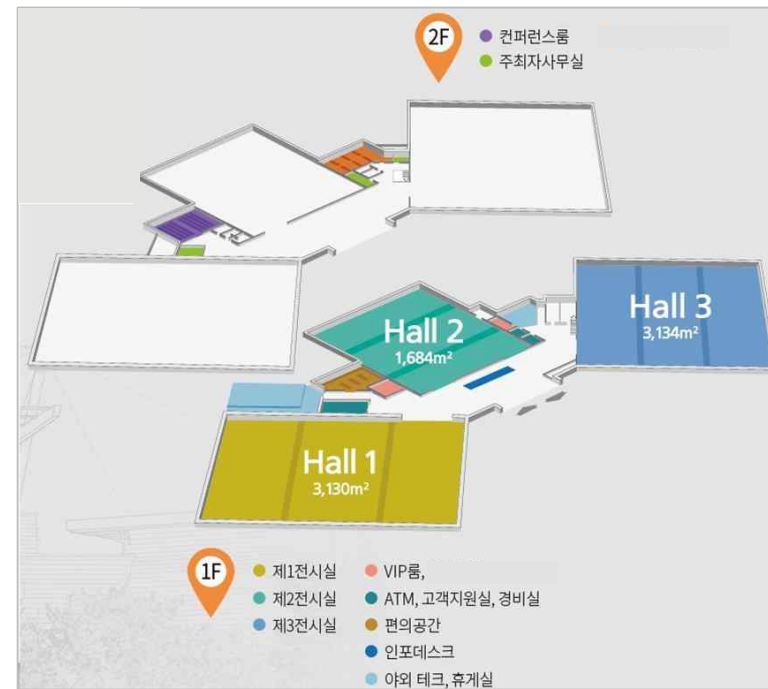 2F
컨퍼런스룸
주최자사무실
Hall 3
3,134m²
Hall 2
1,684m²
Hall 1
3,130m²
1F
제1전시실
제2전시실
제3전시실
VIP룸,
ATM, 고객지원실, 경비실
편의공간
인포데스크
야외 테크, 휴게실